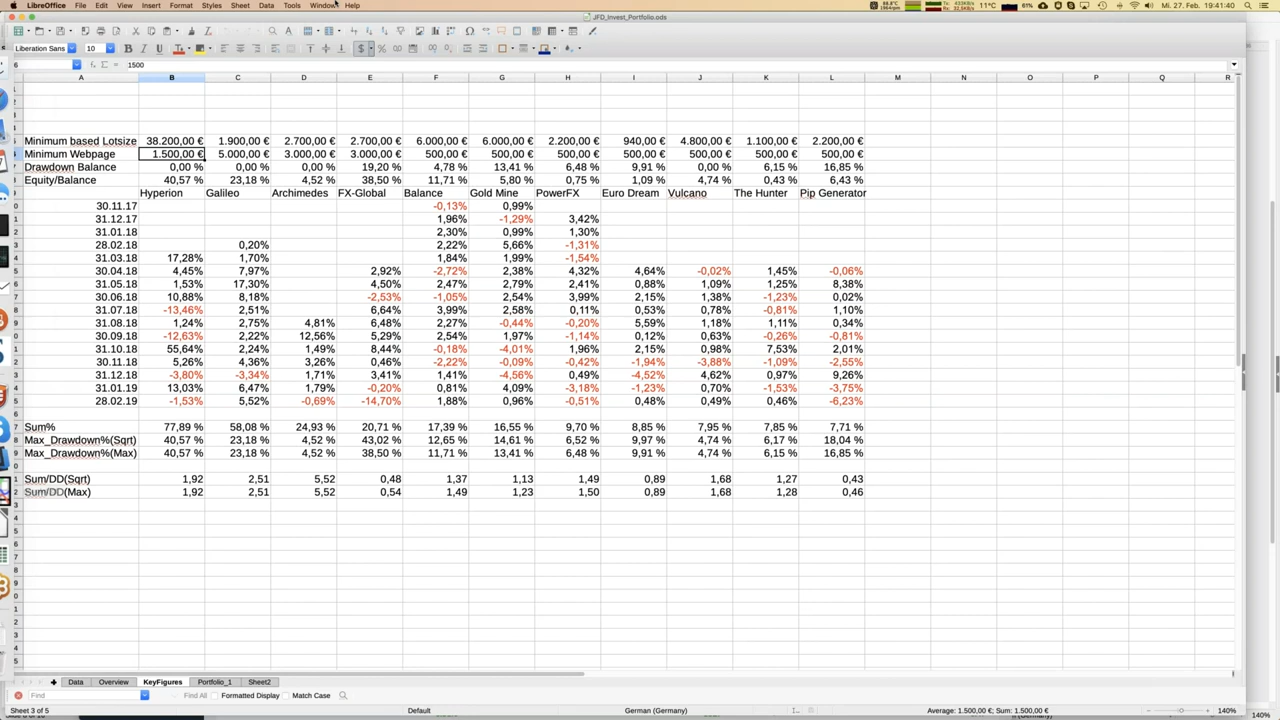 LibreOffice File Edit View Insert Format Styles Sheet Data Tools Window Help 11°C 61% Mi. 27. Feb. 19:41:40
JFD_Invest_Portfolio.ods
Liberation Sans 10
1500
A B C D E F G H I J K L M N O P Q R
Minimum based Lotsize 38.200,00 € 1.900,00 € 2.700,00 € 2.700,00 € 6.000,00 € 6.000,00 € 2.200,00 € 940,00 € 4.800,00 € 1.100,00 € 2.200,00 €
Minimum Webpage 1.500,00 € 5.000,00 € 3.000,00 € 3.000,00 € 500,00 € 500,00 € 500,00 € 500,00 € 500,00 € 500,00 € 500,00 €
Drawdown Balance 0,00 % 0,00 % 0,00 % 19,20 % 4,78 % 13,41 % 6,48 % 9,91 % 0,00 % 6,15 % 16,85 %
Equity/Balance 40,57 % 23,18 % 4,52 % 38,50 % 11,71 % 5,80 % 0,75 % 1,09 % 4,74 % 0,43 % 6,43 %
Hyperion Galileo Archimedes FX-Global Balance Gold Mine PowerFX Euro Dream Vulcano The Hunter Pip Generator
30.11.17 -0,13% 0,99%
31.12.17 1,96% -1,29% 3,42%
31.01.18 2,30% 0,99% 1,30%
28.02.18 0,20% 2,22% 5,66% -1,31%
31.03.18 17,28% 1,70% 1,84% 1,99% -1,54%
30.04.18 4,45% 7,97% 2,92% -2,72% 2,38% 4,32% 4,64% -0,02% 1,45% -0,06%
31.05.18 1,53% 17,30% 4,50% 2,47% 2,79% 2,41% 0,88% 1,09% 1,25% 8,38%
30.06.18 10,88% 8,18% -2,53% -1,05% 2,54% 3,99% 2,15% 1,38% -1,23% 0,02%
31.07.18 -13,46% 2,51% 6,64% 3,99% 2,58% 0,11% 0,53% 0,78% -0,81% 1,10%
31.08.18 1,24% 2,75% 4,81% 6,48% 2,27% -0,44% -0,20% 5,59% 1,18% 1,11% 0,34%
30.09.18 -12,63% 2,22% 12,56% 5,29% 2,54% 1,97% -1,14% 0,12% 0,63% -0,26% -0,81%
31.10.18 55,64% 2,24% 1,49% 8,44% -0,18% -4,01% 1,96% 2,15% 0,98% 7,53% 2,01%
30.11.18 5,26% 4,36% 3,26% 0,46% -2,22% -0,09% -0,42% -1,94% -3,88% -1,08% -2,55%
31.12.18 -3,80% -3,34% 1,71% 3,41% 1,41% -4,56% 0,49% -4,52% 4,62% 0,97% 9,26%
31.01.19 13,03% 6,47% 1,79% -0,20% 0,81% 4,09% -3,18% -1,23% 0,70% -1,53% -3,75%
28.02.19 -1,53% 5,52% -0,69% -14,70% 1,88% 0,96% -0,51% 0,48% 0,49% 0,46% -6,23%
Sum% 77,89 % 58,08 % 24,93 % 20,71 % 17,39 % 16,55 % 9,70 % 8,85 % 7,95 % 7,85 % 7,71 %
Max_Drawdown%(Sqrt) 40,57 % 23,18 % 4,52 % 43,02 % 12,65 % 14,61 % 6,52 % 9,97 % 4,74 % 6,17 % 18,04 %
Max_Drawdown%(Max) 40,57 % 23,18 % 4,52 % 38,50 % 11,71 % 13,41 % 6,48 % 9,91 % 4,74 % 6,15 % 16,85 %
Sum/DD(Sqrt) 1,92 2,51 5,52 0,48 1,37 1,13 1,49 0,89 1,68 1,27 0,43
Sum/DD(Max) 1,92 2,51 5,52 0,54 1,49 1,23 1,50 0,89 1,68 1,28 0,46
Data Overview KeyFigures Portfolio_1 Sheet2
Find Find All Formatted Display Match Case
Sheet 3 of 5 Default German (Germany) Average: 1.500,00 €; Sum: 1.500,00 € 140%
140%